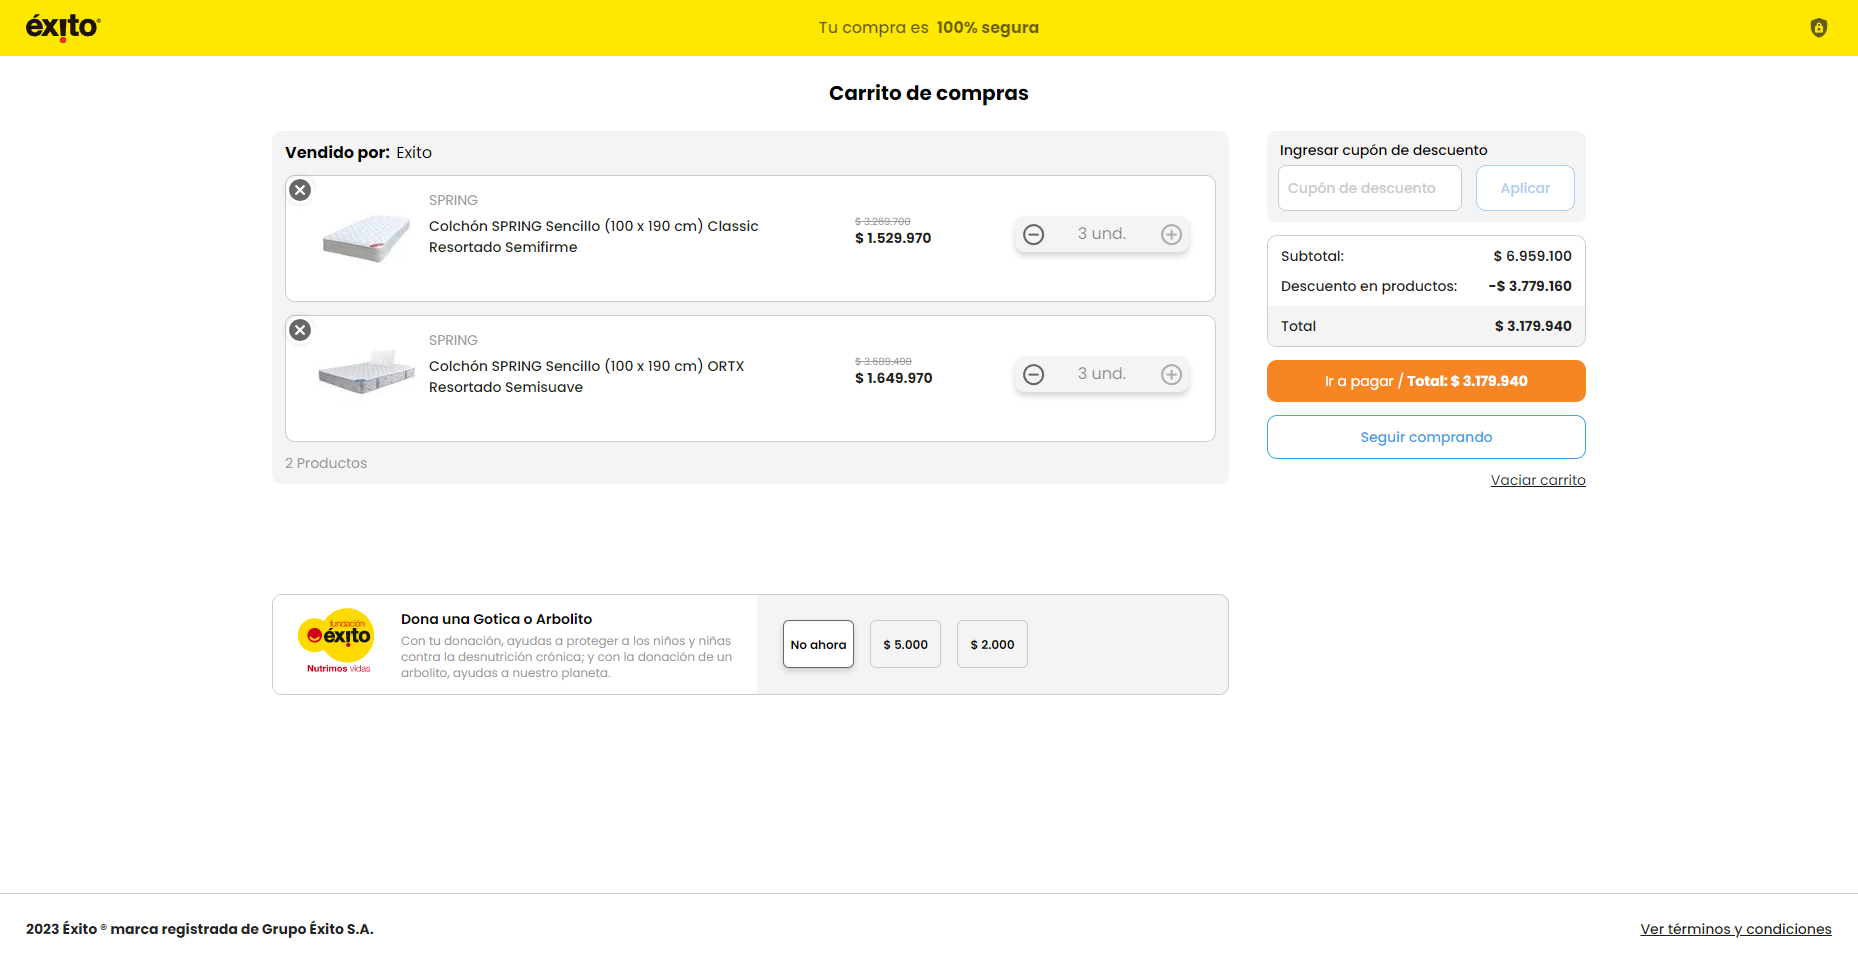 éxito®
Tu compra es 100% segura
Carrito de compras
Vendido por: Exito
SPRING
Colchón SPRING Sencillo (100 x 190 cm) Classic
Resortado Semifirme
$ 3.269.700
$ 1.529.970
3 und.
SPRING
Colchón SPRING Sencillo (100 x 190 cm) ORTX
Resortado Semisuave
$ 3.689.400
$ 1.649.970
3 und.
2 Productos
Ingresar cupón de descuento
Cupón de descuento
Aplicar
Subtotal: $ 6.959.100
Descuento en productos: -$ 3.779.160
Total $ 3.179.940
Ir a pagar / Total: $ 3.179.940
Seguir comprando
Vaciar carrito
fundación
éxito
Nutrimos vidas
Dona una Gotica o Arbolito
Con tu donación, ayudas a proteger a los niños y niñas
contra la desnutrición crónica; y con la donación de un
arbolito, ayudas a nuestro planeta.
No ahora
$ 5.000
$ 2.000
2023 Éxito ® marca registrada de Grupo Éxito S.A.
Ver términos y condiciones